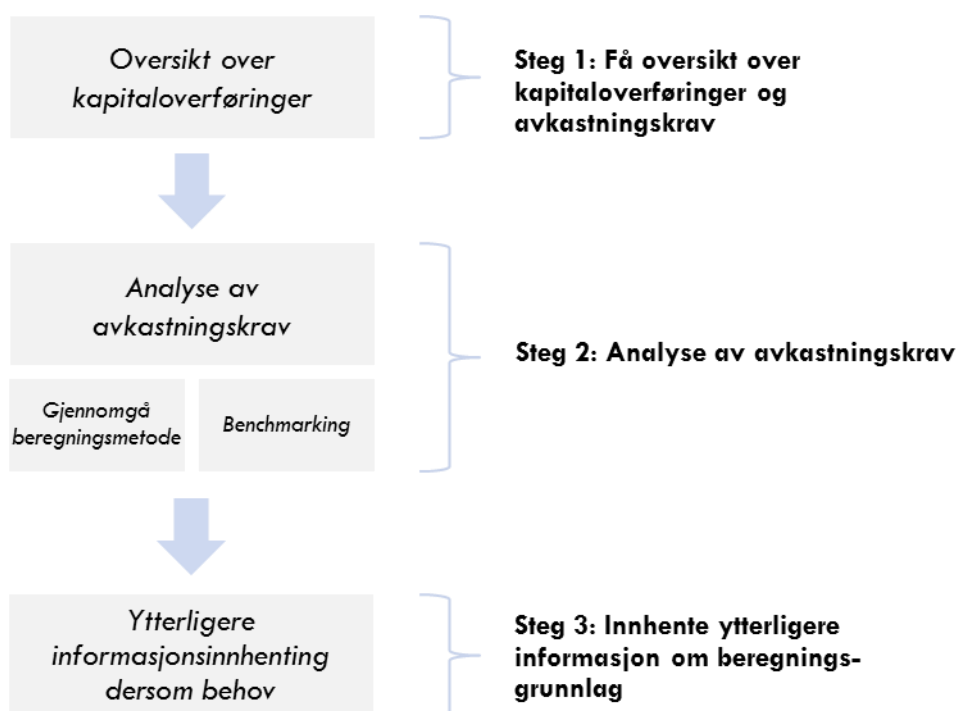 Oversikt over
kapitaloverføringer
Steg 1: Få oversikt over
kapitaloverføringer og
avkastningskrav
Analyse av
avkastningskrav
Gjennomgå
beregningsmetode
Benchmarking
Steg 2: Analyse av avkastningskrav
Ytterligere
informasjonsinnhenting
dersom behov
Steg 3: Innhente ytterligere
informasjon om beregnings-
grunnlag